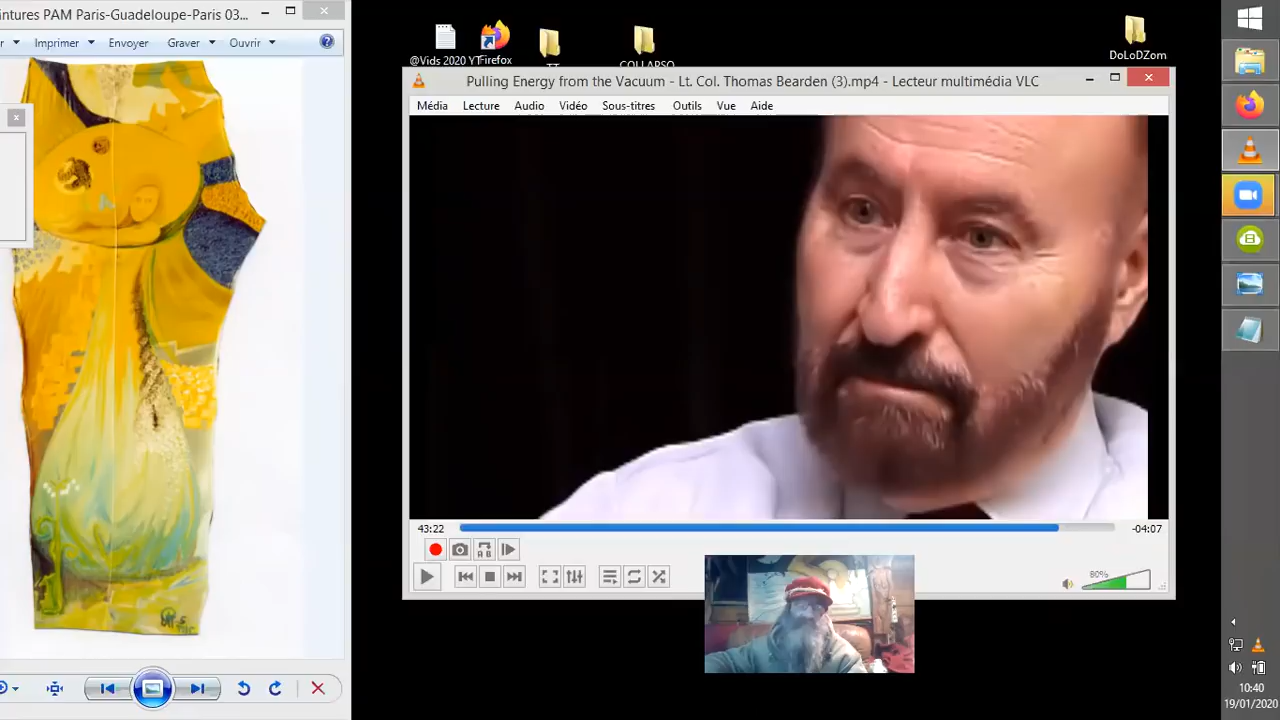 intures PAM Paris-Guadeloupe-Paris 03...
Imprimer Envoyer Graver Ouvrir
@Vids 2020 YT
Firefox
COLLAPSO
DoLoDZom
Pulling Energy from the Vacuum - Lt. Col. Thomas Bearden (3).mp4 - Lecteur multimédia VLC
Média Lecture Audio Vidéo Sous-titres Outils Vue Aide
43:22
-04:07
80%
10:40
19/01/2020